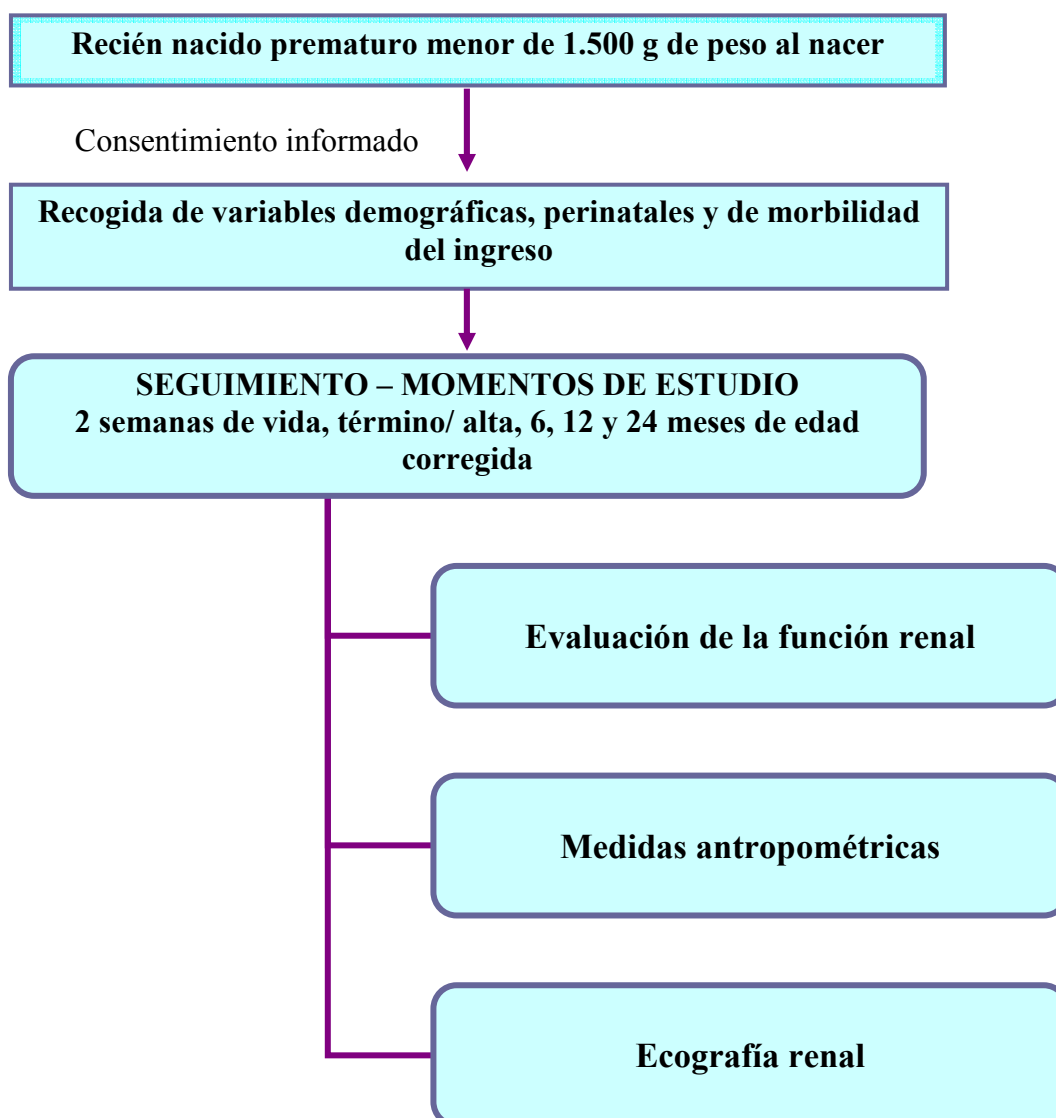 Recién nacido prematuro menor de 1.500 g de peso al nacer
Consentimiento informado
Recogida de variables demográficas, perinatales y de morbilidad
del ingreso
SEGUIMIENTO – MOMENTOS DE ESTUDIO
2 semanas de vida, término/ alta, 6, 12 y 24 meses de edad
corregida
Evaluación de la función renal
Medidas antropométricas
Ecografía renal